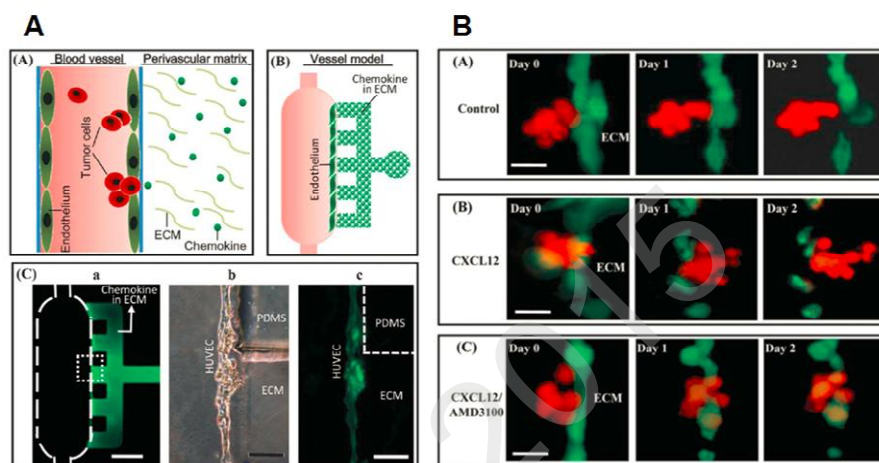 A
(A) Blood vessel Perivascular matrix
Tumor cells
Endothelium
ECM
Chemokine
(B) Vessel model
Chemokine
in ECM
Endothelium
(C) a b c
Chemokine
in ECM
HUVEC
PDMS
ECM
HUVEC
PDMS
ECM
B
(A)
Control
Day 0
Day 1
Day 2
ECM
(B)
CXCL12
Day 0
Day 1
Day 2
ECM
(C)
CXCL12/
AMD3100
Day 0
Day 1
Day 2
ECM
2015